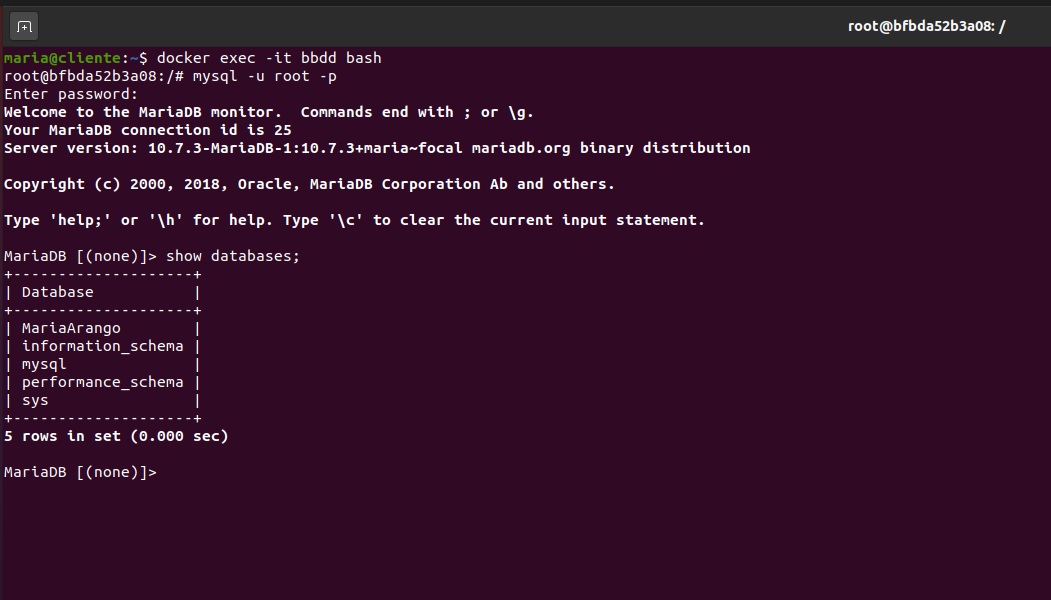 root@bfbda52b3a08: /
maria@cliente:~$ docker exec -it bbdd bash
root@bfbda52b3a08:/# mysql -u root -p
Enter password:
Welcome to the MariaDB monitor.  Commands end with ; or \g.
Your MariaDB connection id is 25
Server version: 10.7.3-MariaDB-1:10.7.3+maria~focal mariadb.org binary distribution

Copyright (c) 2000, 2018, Oracle, MariaDB Corporation Ab and others.

Type 'help;' or '\h' for help. Type '\c' to clear the current input statement.

MariaDB [(none)]> show databases;
+--------------------+
| Database           |
+--------------------+
| MariaArango        |
| information_schema |
| mysql              |
| performance_schema |
| sys                |
+--------------------+
5 rows in set (0.000 sec)

MariaDB [(none)]>